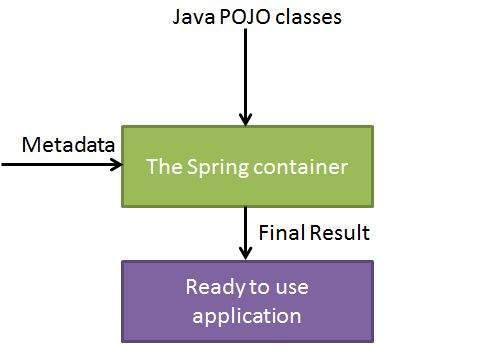 Java POJO classes
Metadata
The Spring container
Final Result
Ready to use
application